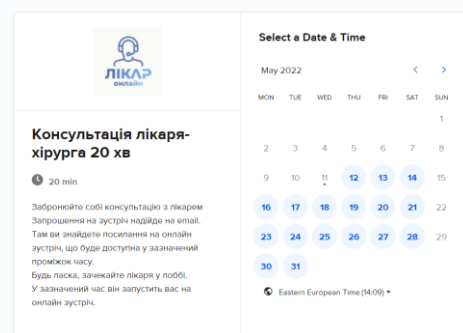 ЛІКАР
ОНЛАЙН
Консультація лікаря-
хірурга 20 хв
20 min
Забронюйте собі консультацію з лікарем
Запрошення на зустріч надійде на email.
Там ви знайдете посилання на онлайн
зустріч, що буде доступна у зазначений
проміжок часу.
Будь ласка, зачекайте лікаря у лоббі.
У зазначений час він запустить вас на
онлайн зустріч.
Select a Date & Time
May 2022
MON TUE WED THU FRI SAT SUN
1
2 3 4 5 6 7 8
9 10 11 12 13 14 15
16 17 18 19 20 21 22
23 24 25 26 27 28 29
30 31
Eastern European Time (14:09)